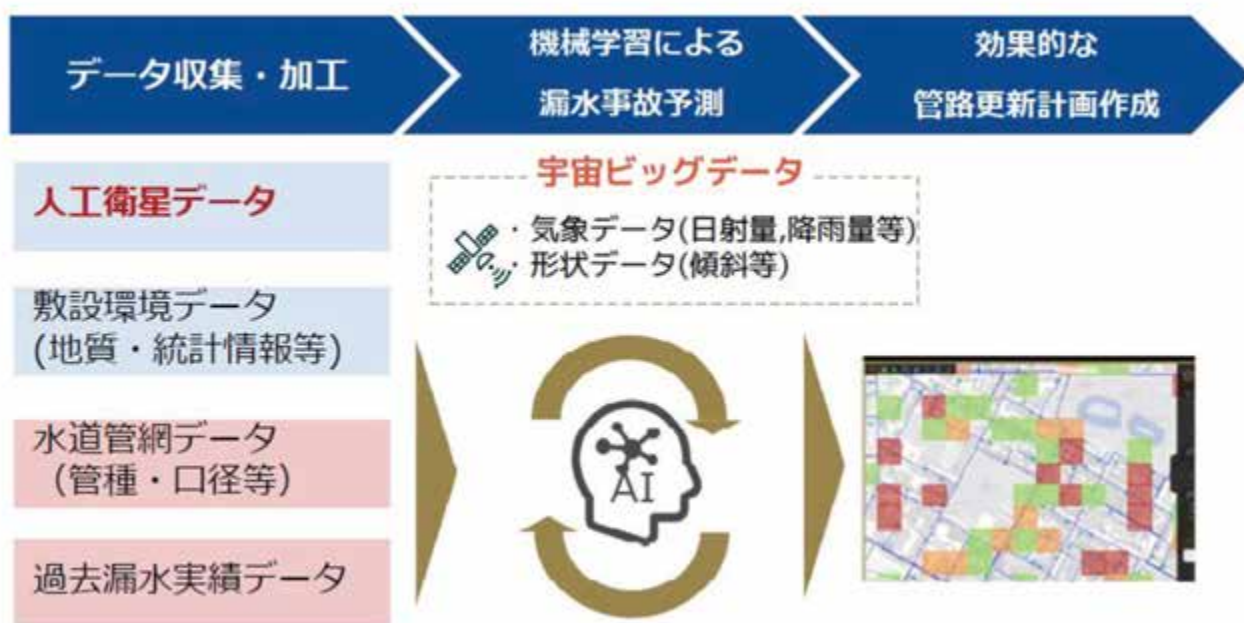 データ収集・加工
機械学習による
漏水事故予測
効果的な
管路更新計画作成
人工衛星データ
敷設環境データ
(地質・統計情報等)
水道管網データ
（管種・口径等）
過去漏水実績データ
宇宙ビッグデータ
・気象データ(日射量,降雨量等)
・形状データ(傾斜等)
AI